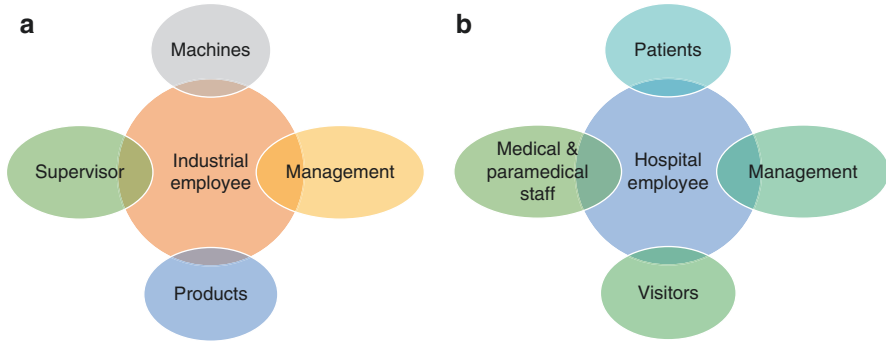 a
Machines
Supervisor
Industrial
employee
Management
Products
b
Patients
Medical &
paramedical
staff
Hospital
employee
Management
Visitors